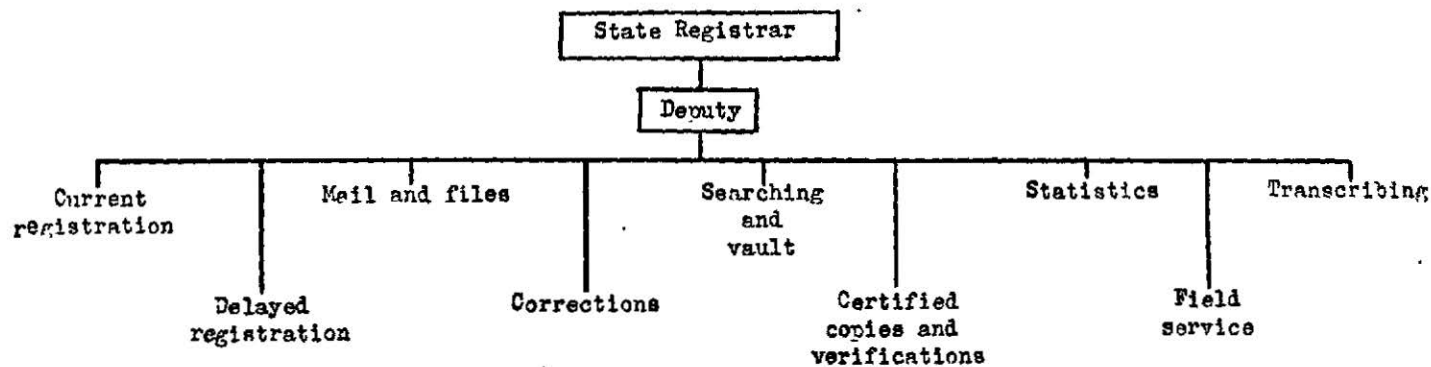 State Registrar
Deputy
Current
registration
Delayed
registration
Mail and files
Corrections
Searching
and
vault
Certified
copies and
verifications
Statistics
Field
service
Transcribing